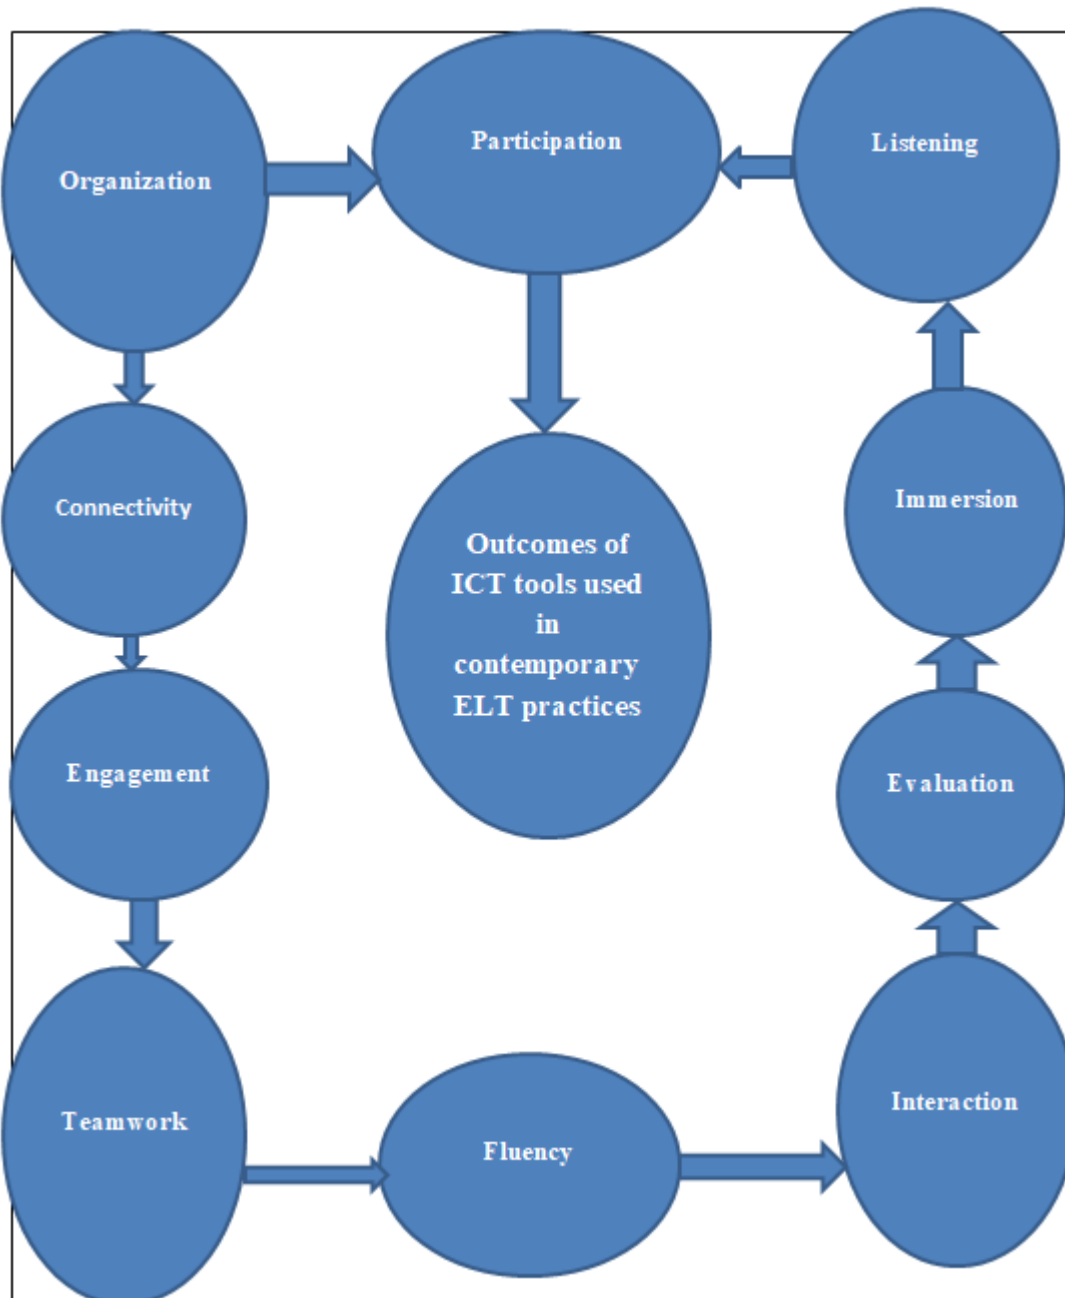 Participation
Listening
Organization
Immersion
Connectivity
Outcomes of
ICT tools used
in
contemporary
ELT practices
Engagement
Evaluation
Interaction
Teamwork
Fluency